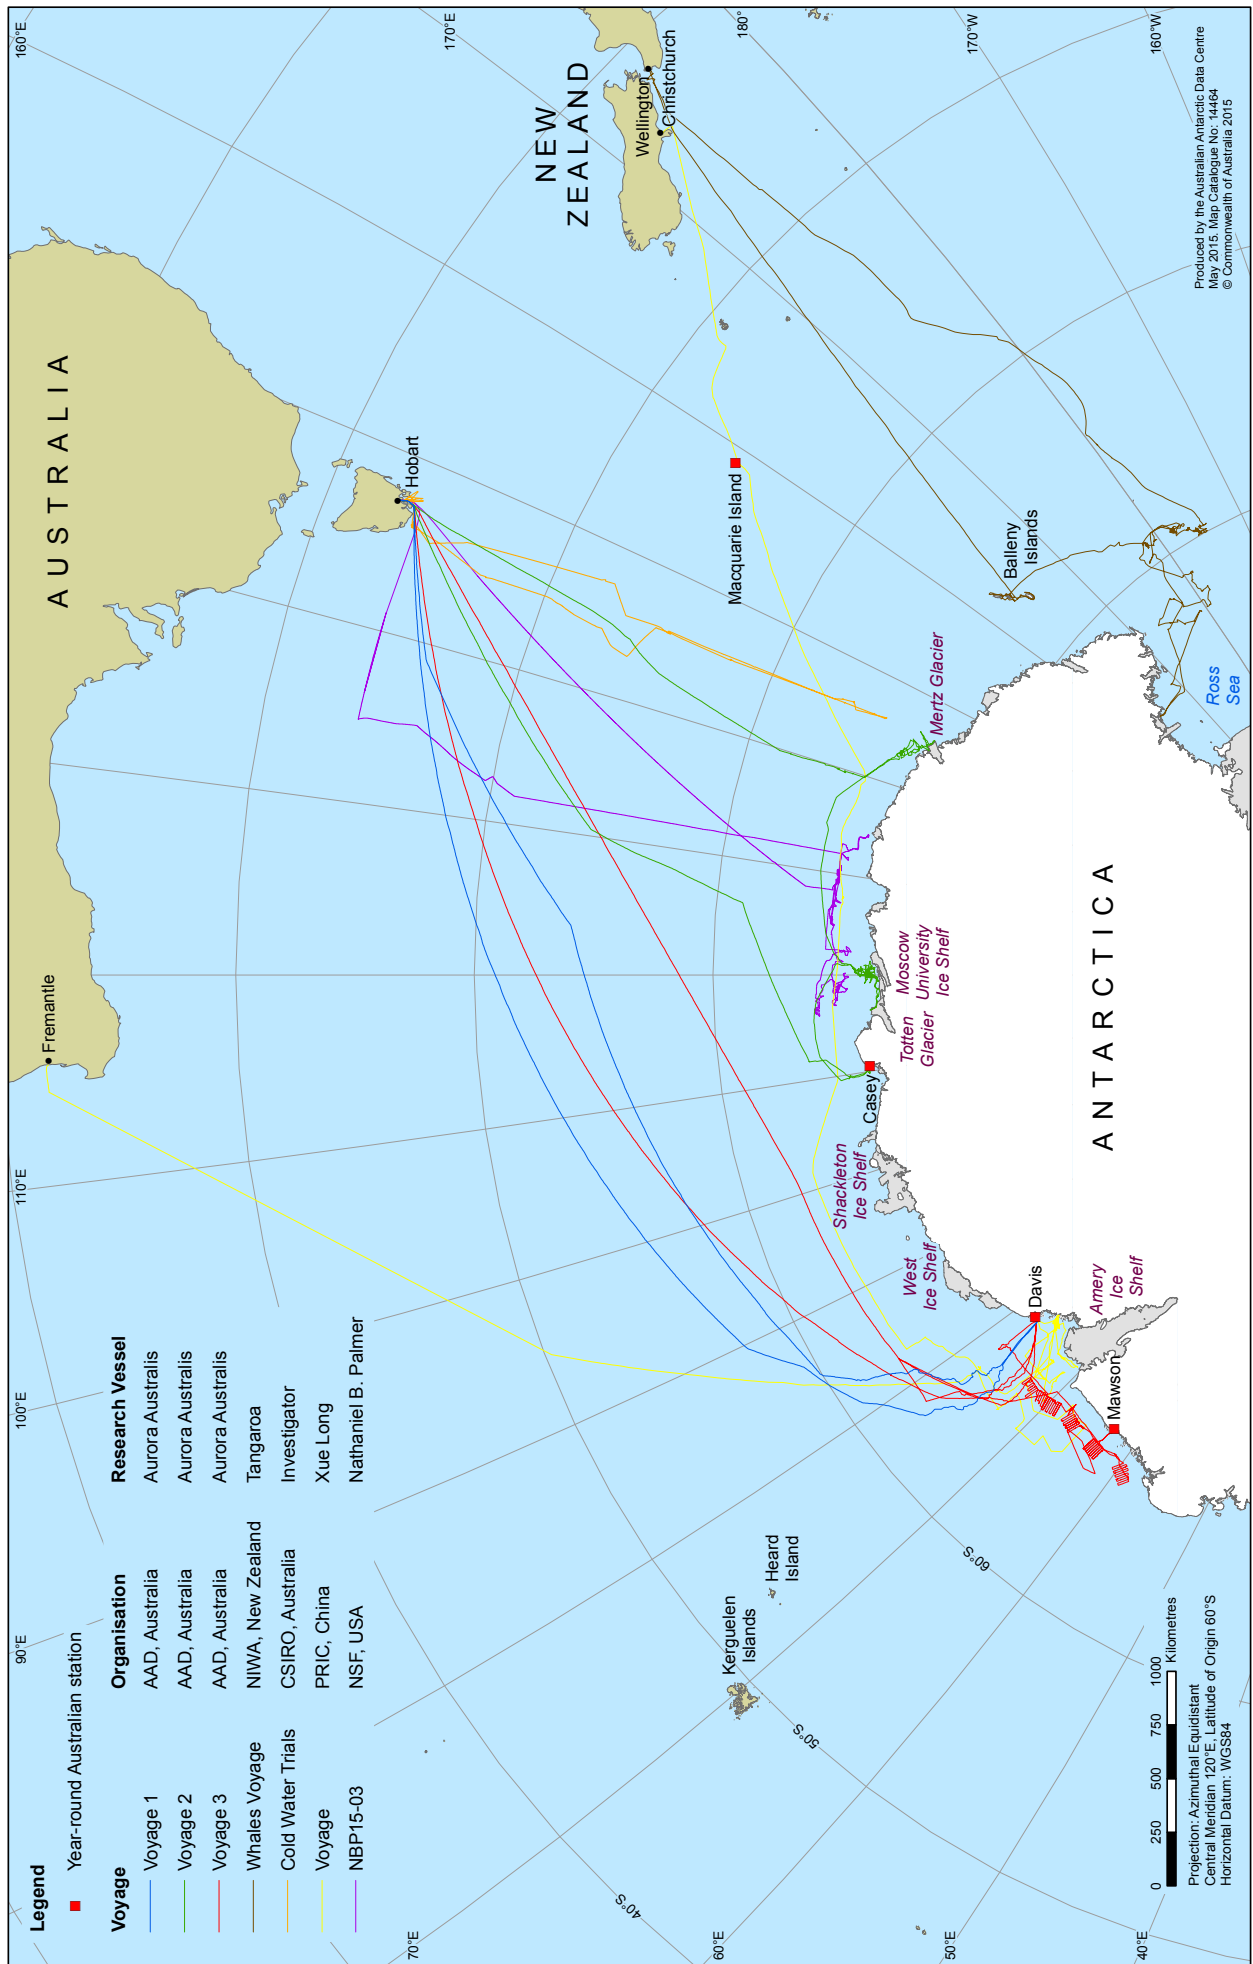 Legend
Year-round Australian station
Voyage Organisation Research Vessel
Voyage 1 AAD, Australia Aurora Australis
Voyage 2 AAD, Australia Aurora Australis
Voyage 3 AAD, Australia Aurora Australis
Whales Voyage NIWA, New Zealand Tangaroa
Cold Water Trials CSIRO, Australia Investigator
Voyage PRIC, China Xue Long
NBP15-03 NSF, USA Nathaniel B. Palmer
90°E
100°E
110°E
160°E
170°E
180°
170°W
160°W
70°E
60°E
50°E
40°E
40°S
50°S
60°S
AUSTRALIA
Fremantle
Hobart
NEW
ZEALAND
Wellington
Christchurch
Macquarie Island
Balleny
Islands
Ross
Sea
Mertz Glacier
Moscow
University
Ice Shelf
Totten
Glacier
Casey
Shackleton
Ice Shelf
West
Ice Shelf
Davis
Amery
Ice
Shelf
Mawson
ANTARCTICA
Heard
Island
Kerguelen
Islands
0 250 500 750 1000
Kilometres
Projection: Azimuthal Equidistant
Central Meridian 120°E, Latitude of Origin 60°S
Horizontal Datum: WGS84
Produced by the Australian Antarctic Data Centre
May 2015. Map Catalogue No: 14464
© Commonwealth of Australia 2015